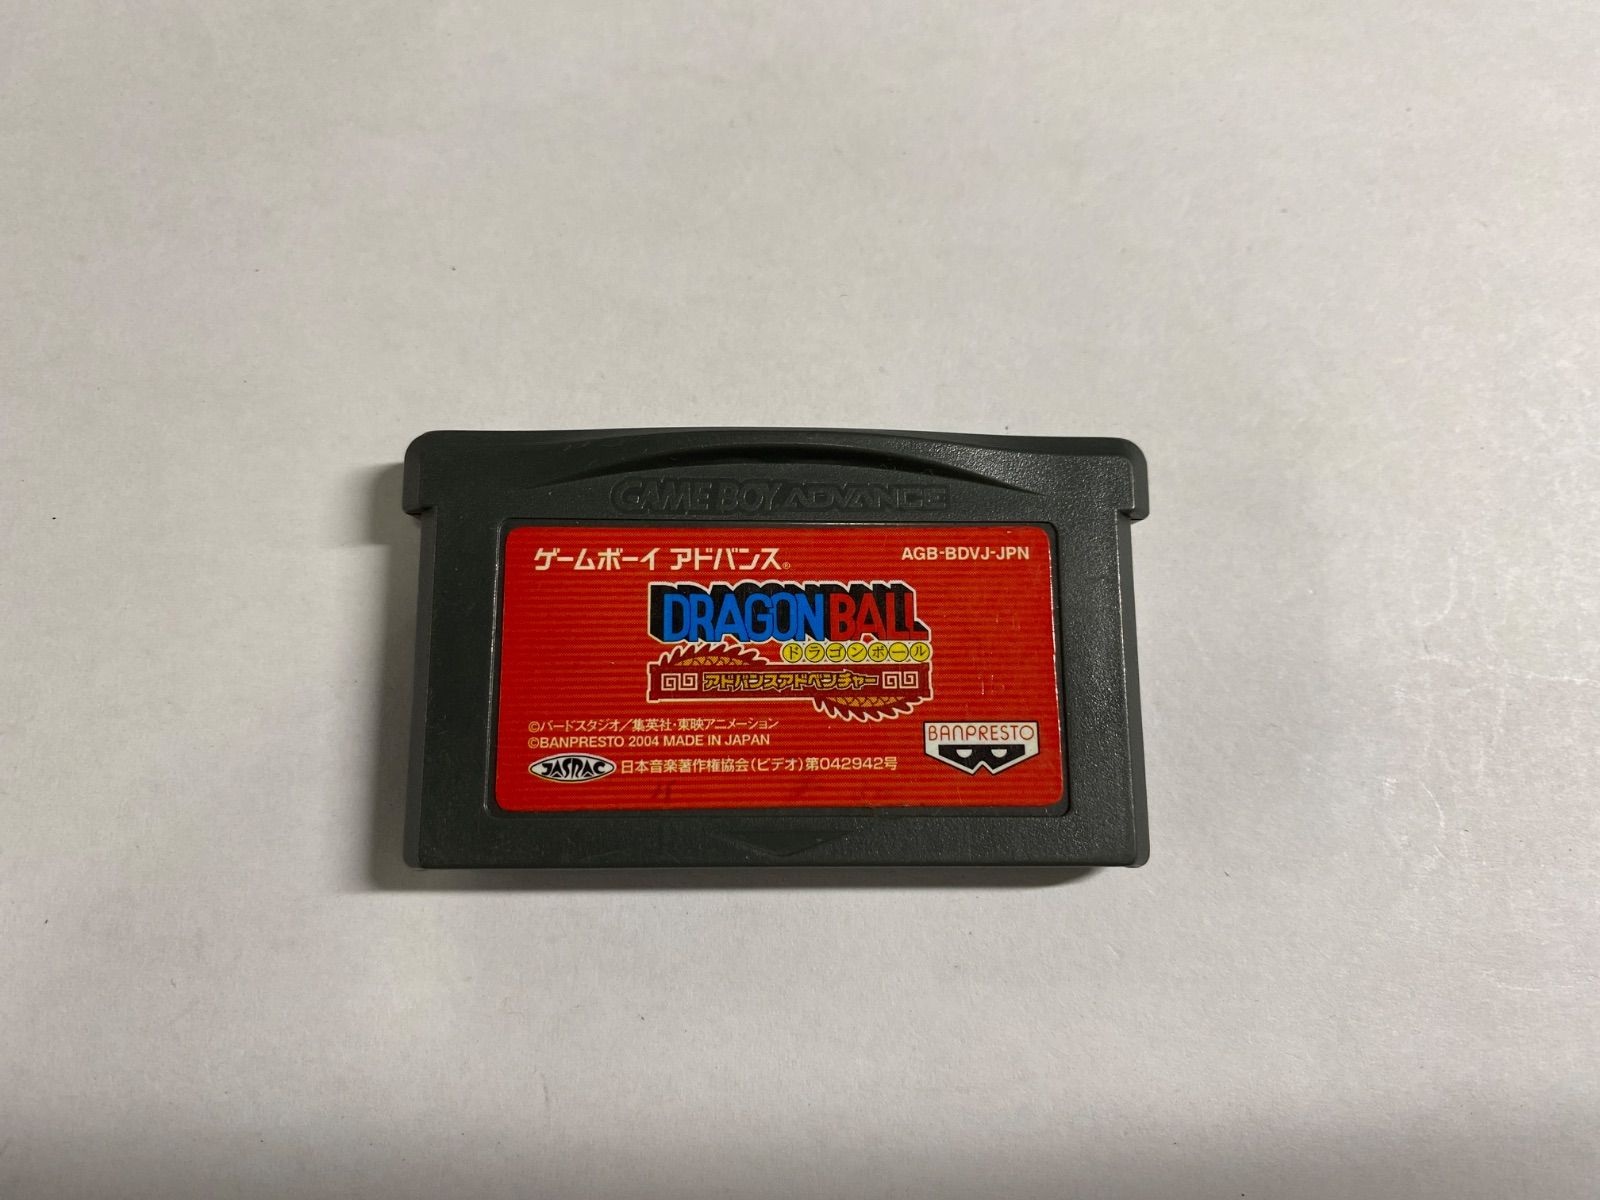 GAME BOY ADVANCE
ゲームボーイ アドバンス® AGB-BDVJ-JPN
DRAGON BALL
ドラゴンボール
アドバンスアドベンチャー
©バードスタジオ／集英社・東映アニメーション
©BANPRESTO 2004 MADE IN JAPAN
BANPRESTO
JASRAC 日本音楽著作権協会(ビデオ)第042942号